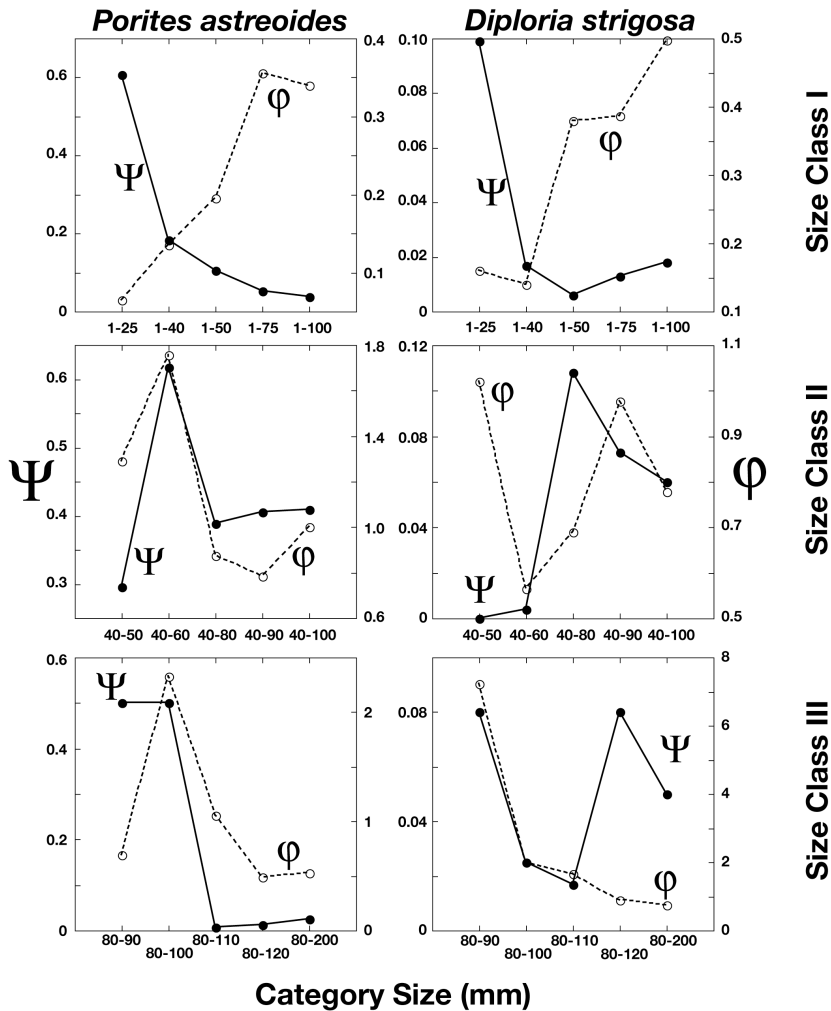 Porites astreoides
Diploria strigosa
0.6
0.4
0.2
0
0.4
0.3
0.2
0.1
Ψ
φ
1-25 1-40 1-50 1-75 1-100
0.10
0.08
0.06
0.04
0.02
0
0.5
0.4
0.3
0.2
0.1
Ψ
φ
1-25 1-40 1-50 1-75 1-100
Size Class I
Ψ
0.6
0.5
0.4
0.3
1.8
1.4
1.0
0.6
Ψ
φ
40-50 40-60 40-80 40-90 40-100
0.12
0.08
0.04
0
1.1
0.9
0.7
0.5
φ
Ψ
40-50 40-60 40-80 40-90 40-100
φ
Size Class II
0.6
0.4
0.2
0
2
1
0
Ψ
φ
80-90 80-110 80-200
80-100 80-120
0.08
0.04
0
8
6
4
2
0
Ψ
φ
80-90 80-110 80-200
80-100 80-120
Size Class III
Category Size (mm)